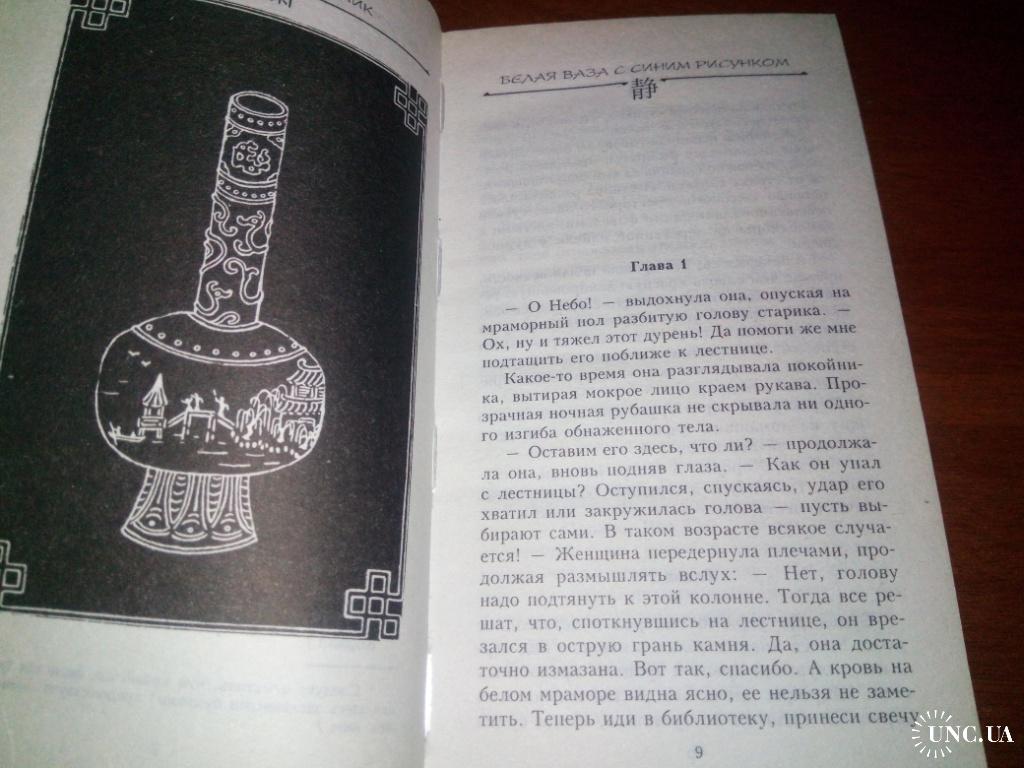 БЕЛАЯ ВАЗА С СИНИМ РИСУНКОМ
静
Глава 1
— О Небо! — выдохнула она, опуская на
мраморный пол разбитую голову старика. —
Ох, ну и тяжел этот дурень! Да помоги же мне
подтащить его поближе к лестнице.
Какое-то время она разглядывала покойни-
ка, вытирая мокрое лицо краем рукава. Про-
зрачная ночная рубашка не скрывала ни одно-
го изгиба обнаженного тела.
— Оставим его здесь, что ли? — продолжа-
ла она, вновь подняв глаза. — Как он упал
с лестницы? Оступился, спускаясь, удар его
хватил или закружилась голова — пусть вы-
бирают сами. В таком возрасте всякое случа-
ется! — Женщина передернула плечами, про-
должая размышлять вслух: — Нет, голову
надо подтянуть к этой колонне. Тогда все ре-
шат, что, споткнувшись на лестнице, он вре-
зался в острую грань камня. Да, она доста-
точно измазана. Вот так, спасибо. А кровь на
белом мраморе видна ясно, ее нельзя не заме-
тить. Теперь иди в библиотеку, принеси свечу
9
UNC.UA